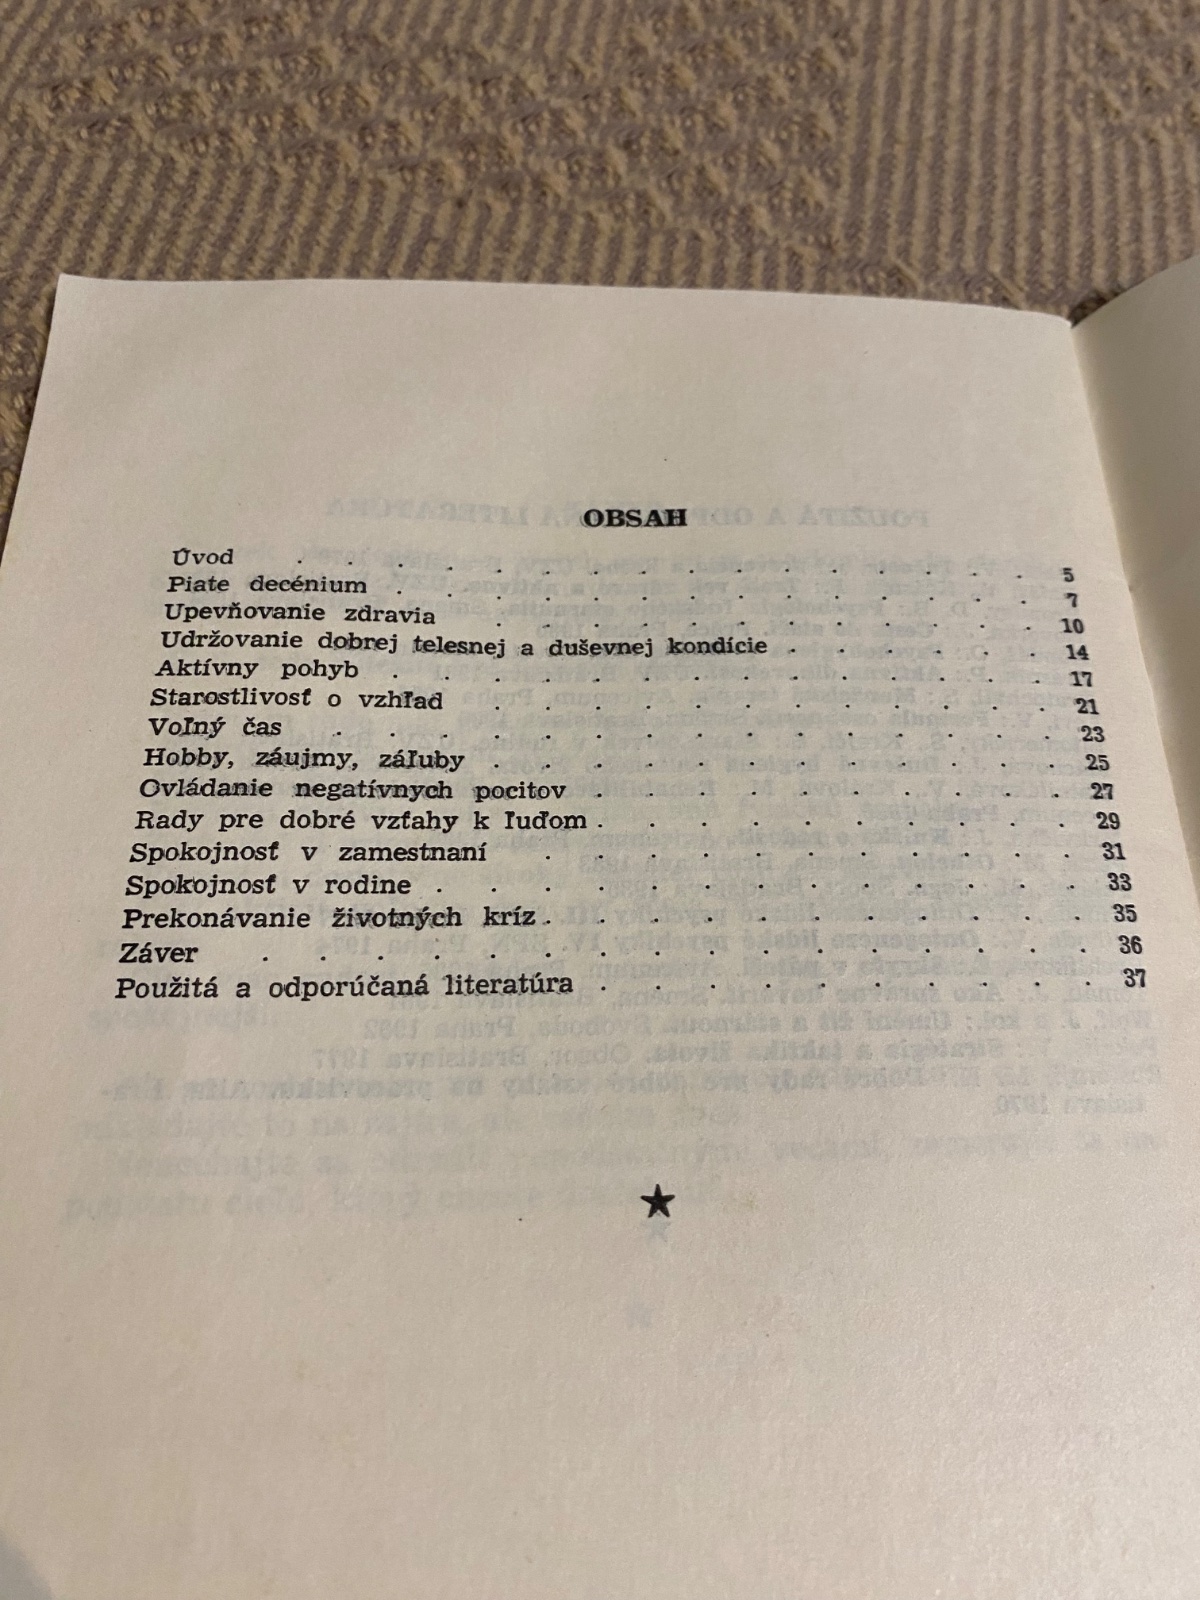 OBSAH
Úvod . . . . . . . . . . . . . . 5
Piate decénium . . . . . . . . . . . . . 7
Upevňovanie zdravia . . . . . . . . . . . 10
Udržovanie dobrej telesnej a duševnej kondície . . . . . . 14
Aktívny pohyb . . . . . . . . . . . . . 17
Starostlivosť o vzhľad . . . . . . . . . . . 21
Voľný čas . . . . . . . . . . . . . . 23
Hobby, záujmy, záľuby . . . . . . . . . . . 25
Ovládanie negatívnych pocitov . . . . . . . . . 27
Rady pre dobré vzťahy k ľuďom . . . . . . . . . 29
Spokojnosť v zamestnaní . . . . . . . . . . 31
Spokojnosť v rodine . . . . . . . . . . . . 33
Prekonávanie životných kríz . . . . . . . . . . 35
Záver . . . . . . . . . . . . . . . 36
Použitá a odporúčaná literatúra . . . . . . . . . 37